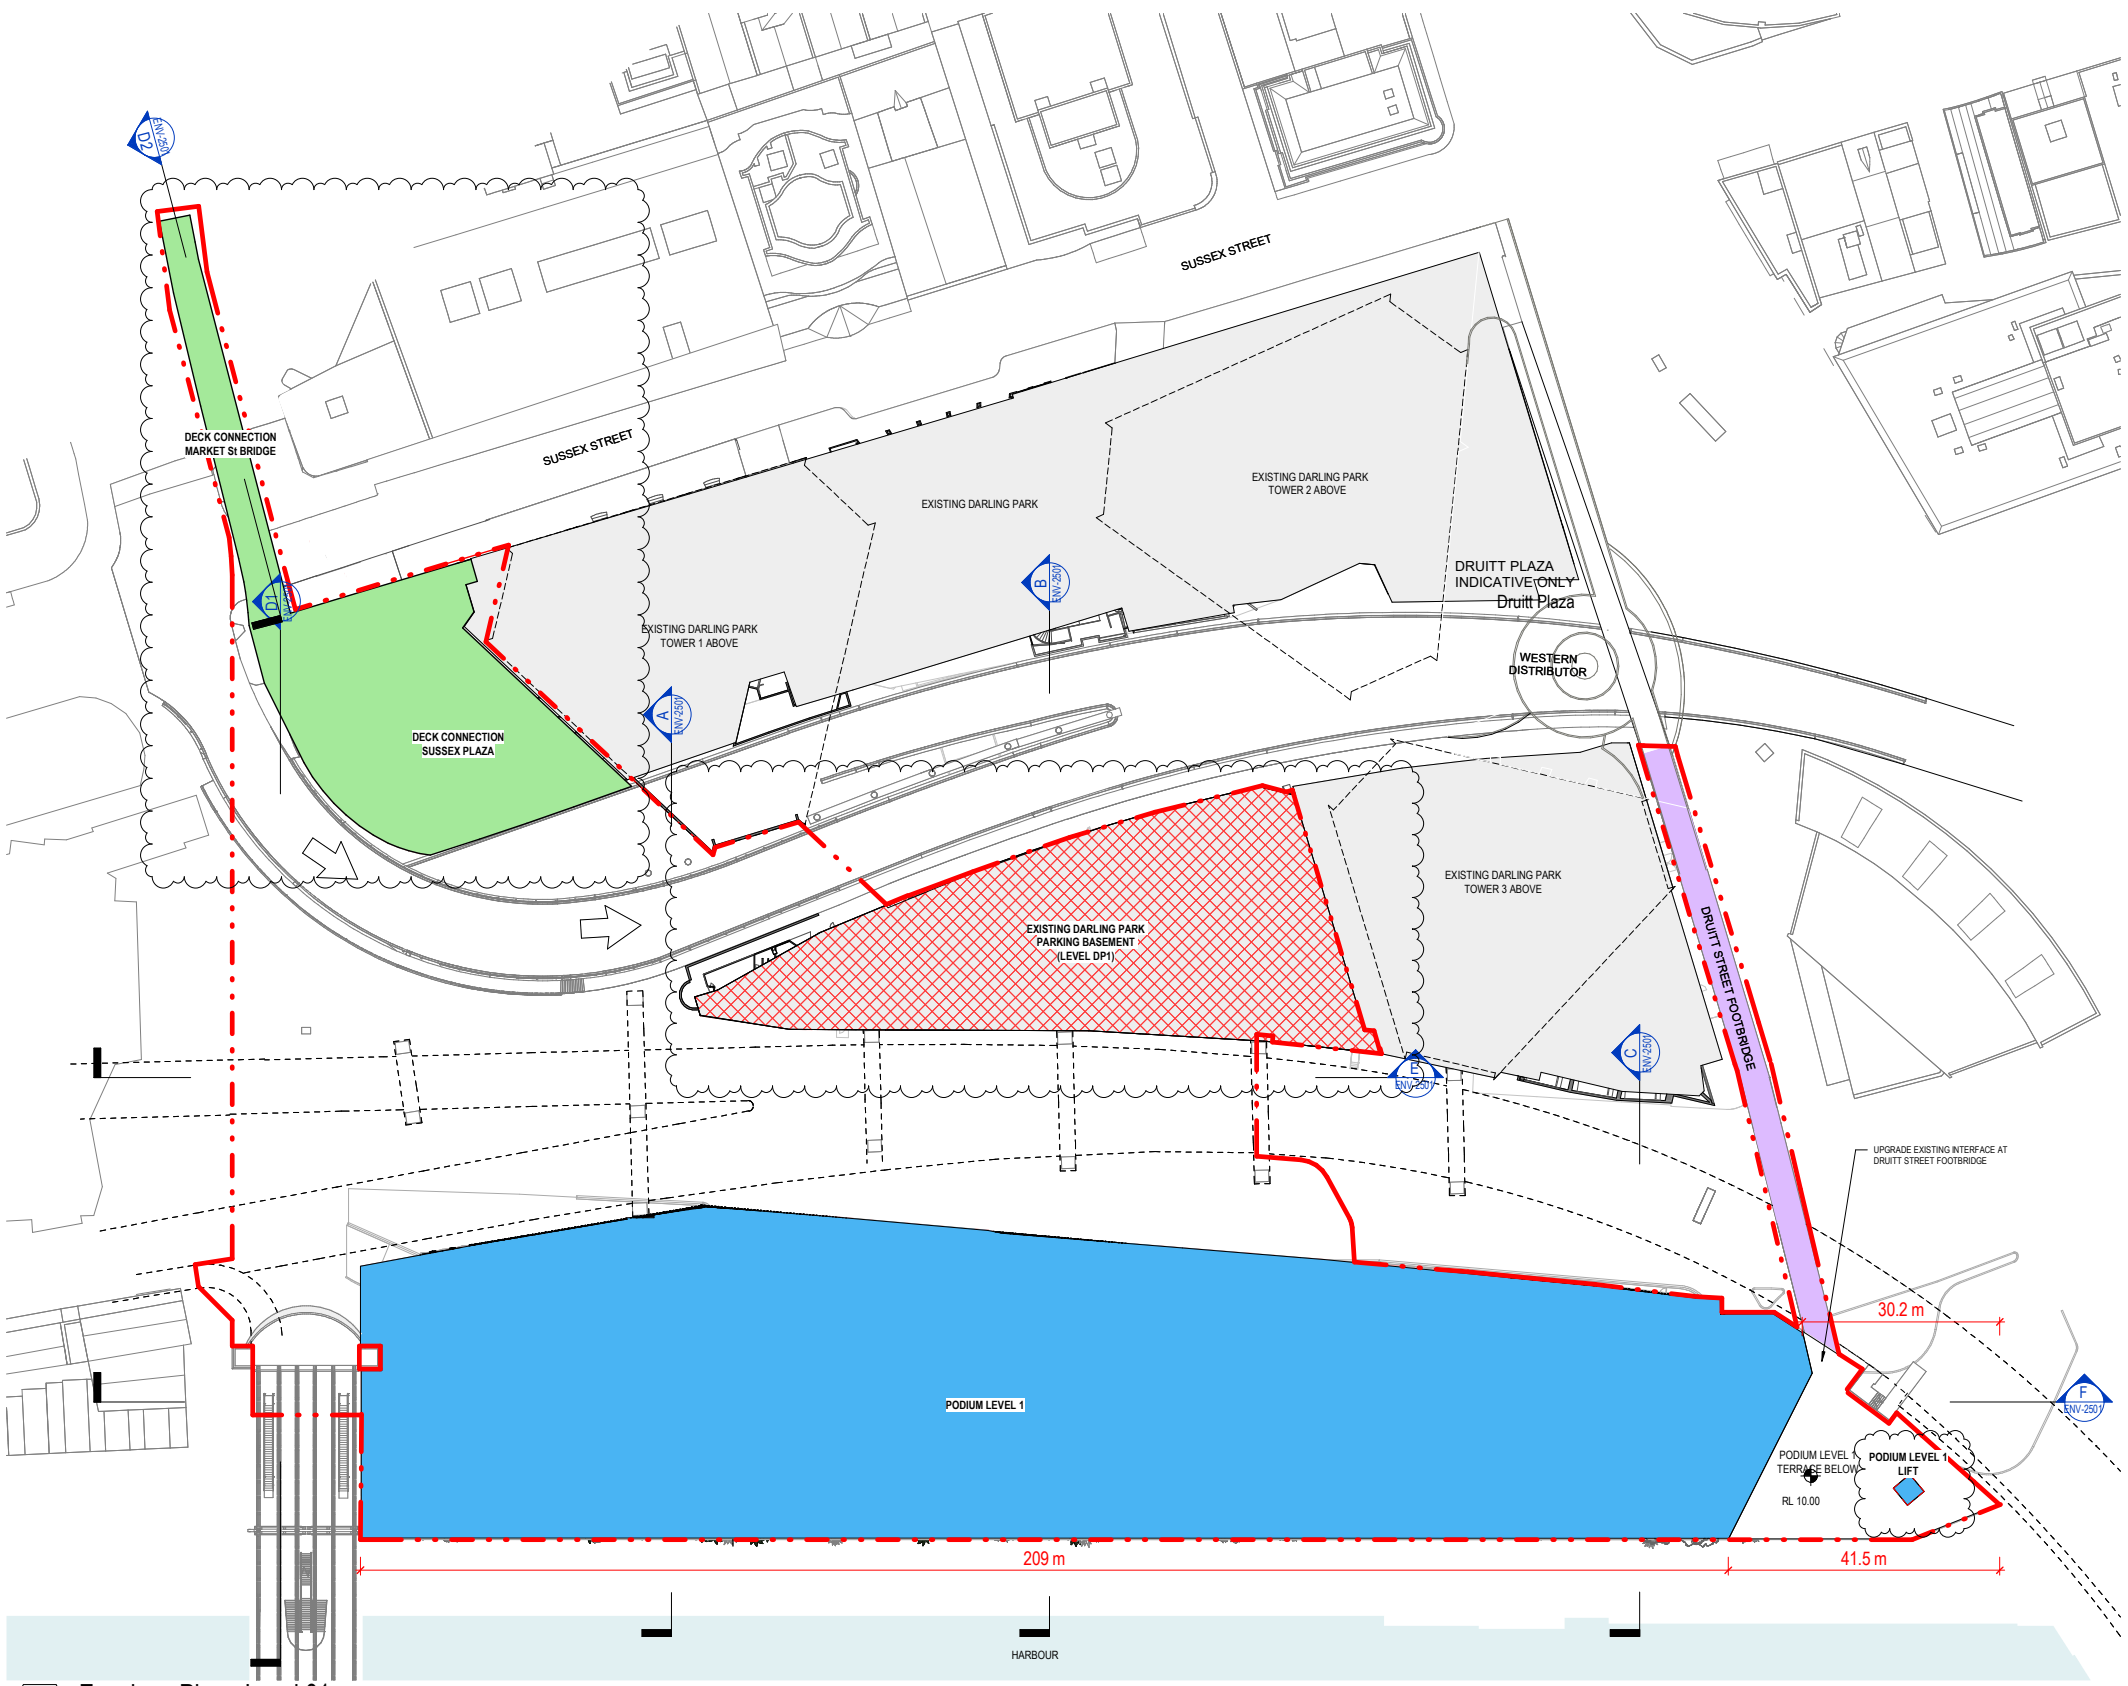 D2
ENV-2501
SUSSEX STREET
DECK CONNECTION
MARKET St BRIDGE
SUSSEX STREET
EXISTING DARLING PARK
TOWER 2 ABOVE
EXISTING DARLING PARK
DRUITT PLAZA
INDICATIVE ONLY
Druitt Plaza
B
ENV-2501
D1
ENV-2501
EXISTING DARLING PARK
TOWER 1 ABOVE
WESTERN
DISTRIBUTOR
A
ENV-2501
DECK CONNECTION
SUSSEX PLAZA
EXISTING DARLING PARK
TOWER 3 ABOVE
EXISTING DARLING PARK
PARKING BASEMENT
(LEVEL DP1)
DRUITT STREET FOOTBRIDGE
C
ENV-2501
E
ENV-2501
UPGRADE EXISTING INTERFACE AT
DRUITT STREET FOOTBRIDGE
30.2 m
F
ENV-2501
PODIUM LEVEL 1
PODIUM LEVEL 1
TERRACE BELOW
RL 10.00
PODIUM LEVEL 1
LIFT
209 m
41.5 m
HARBOUR